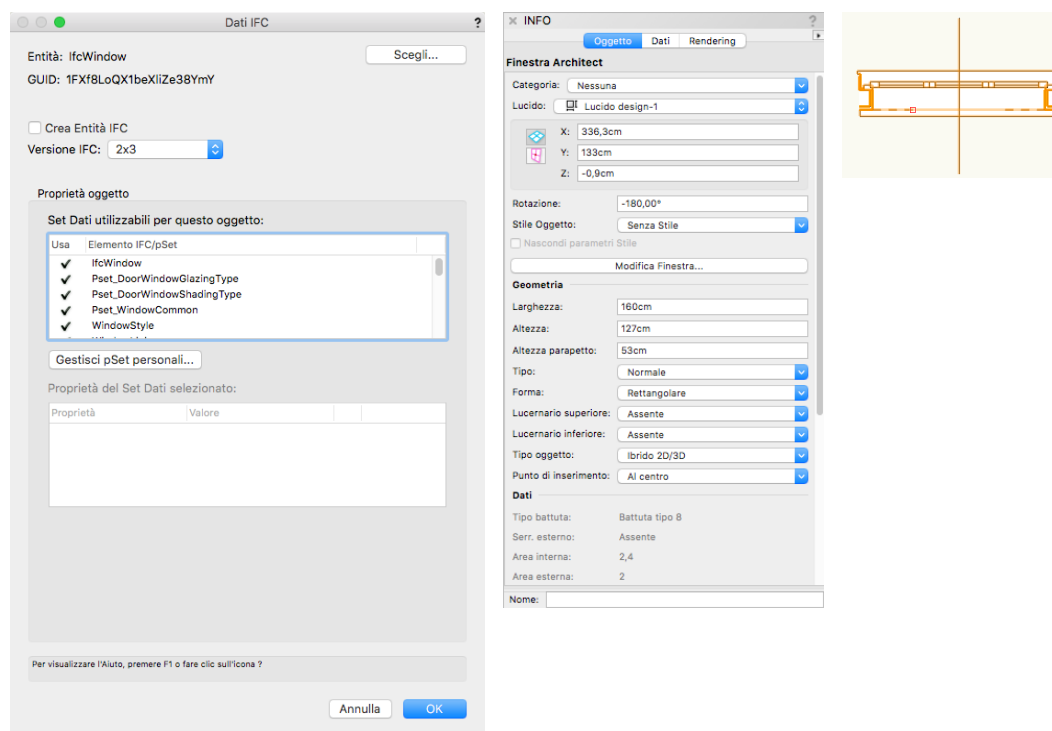 Dati IFC
?
Entità: IfcWindow
Scegli...
GUID: 1FXf8LoQX1beXliZe38YmY
Crea Entità IFC
Versione IFC: 2x3
Proprietà oggetto
Set Dati utilizzabili per questo oggetto:
Usa Elemento IFC/pSet
IfcWindow
Pset_DoorWindowGlazingType
Pset_DoorWindowShadingType
Pset_WindowCommon
WindowStyle
Gestisci pSet personali...
Proprietà del Set Dati selezionato:
Proprietà Valore
Per visualizzare l'Aiuto, premere F1 o fare clic sull'icona ?
Annulla OK
INFO
?
Oggetto Dati Rendering
Finestra Architect
Categoria: Nessuna
Lucido: Lucido design-1
X: 336,3cm
Y: 133cm
Z: -0,9cm
Rotazione: -180,00°
Stile Oggetto: Senza Stile
Nascondi parametri Stile
Modifica Finestra...
Geometria
Larghezza: 160cm
Altezza: 127cm
Altezza parapetto: 53cm
Tipo: Normale
Forma: Rettangolare
Lucernario superiore: Assente
Lucernario inferiore: Assente
Tipo oggetto: Ibrido 2D/3D
Punto di inserimento: Al centro
Dati
Tipo battuta: Battuta tipo 8
Serr. esterno: Assente
Area interna: 2,4
Area esterna: 2
Nome: